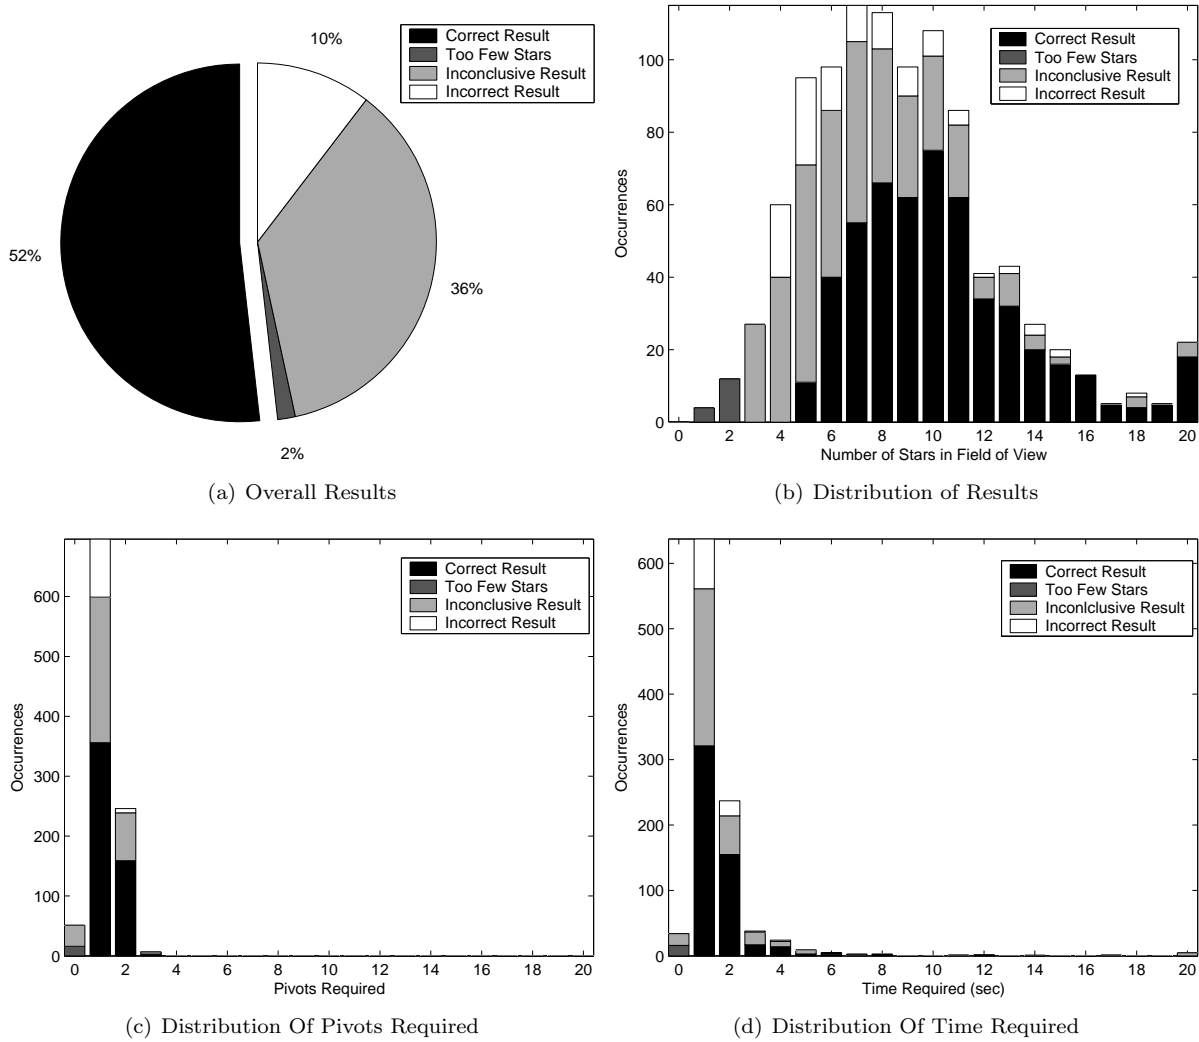 10%
Correct Result
Too Few Stars
Inconclusive Result
Incorrect Result
52%
36%
2%
(a) Overall Results
100
80
60
40
20
0
Occurrences
Correct Result
Too Few Stars
Inconclusive Result
Incorrect Result
0 2 4 6 8 10 12 14 16 18 20
Number of Stars in Field of View
(b) Distribution of Results
600
500
400
300
200
100
0
Occurrences
Correct Result
Too Few Stars
Inconclusive Result
Incorrect Result
0 2 4 6 8 10 12 14 16 18 20
Pivots Required
(c) Distribution Of Pivots Required
600
500
400
300
200
100
0
Occurrences
Correct Result
Too Few Stars
Inconlclusive Result
Incorrect Result
0 2 4 6 8 10 12 14 16 18 20
Time Required (sec)
(d) Distribution Of Time Required